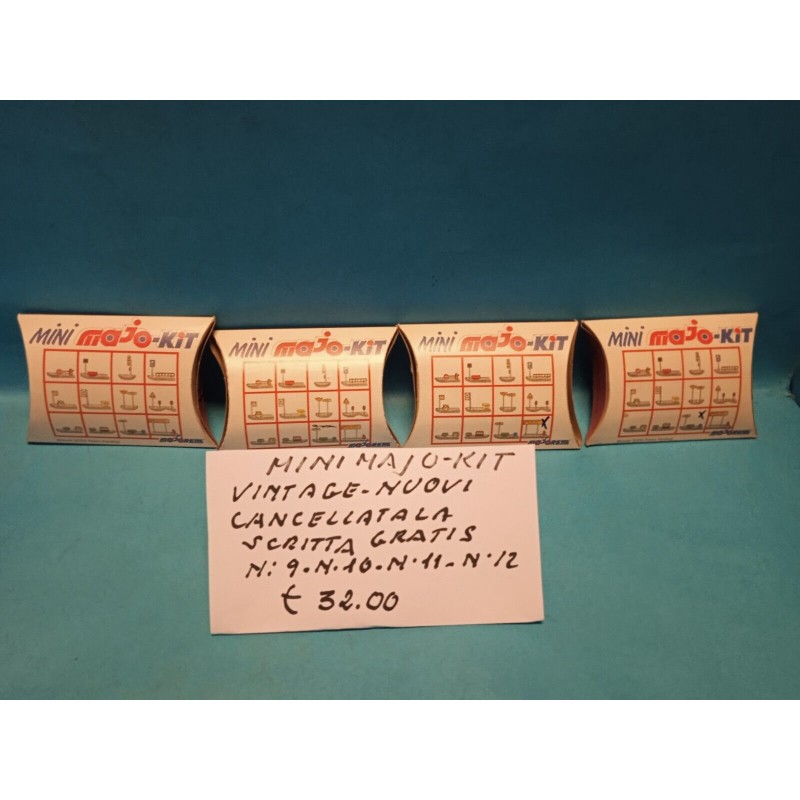 MiNi majo-KiT
MiNi majo-KiT
MiNi majo-KiT
MiNi majo-KiT
MINI MAJO-KIT
VINTAGE-NUOVI
CANCELLATA LA
SCRITTA GRATIS
N: 9-N.10-N.11-N.12
€ 32.00